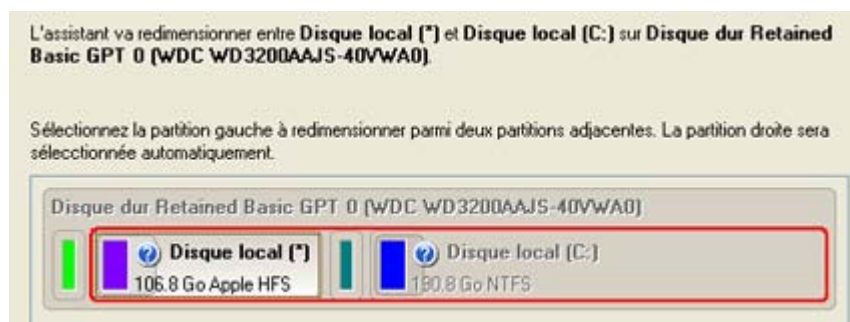 L'assistant va redimensionner entre Disque local (*) et Disque local (C:) sur Disque dur Retained
Basic GPT 0 (WDC WD3200AAJS-40VWA0).
Sélectionnez la partition gauche à redimensionner parmi deux partitions adjacentes. La partition droite sera
sélecctionnée automatiquement.
Disque dur Retained Basic GPT 0 (WDC WD3200AAJS-40VWA0)
Disque local (*)
106.8 Go Apple HFS
Disque local (C:)
190.8 Go NTFS